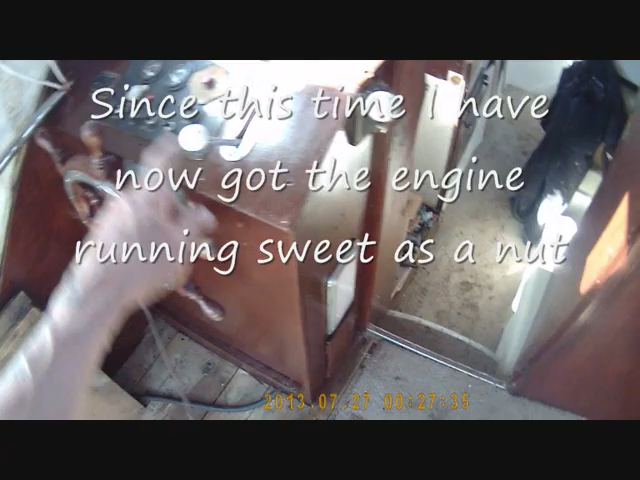 Since this time I have
now got the engine
running sweet as a nut
2013.07.27 00:27:35